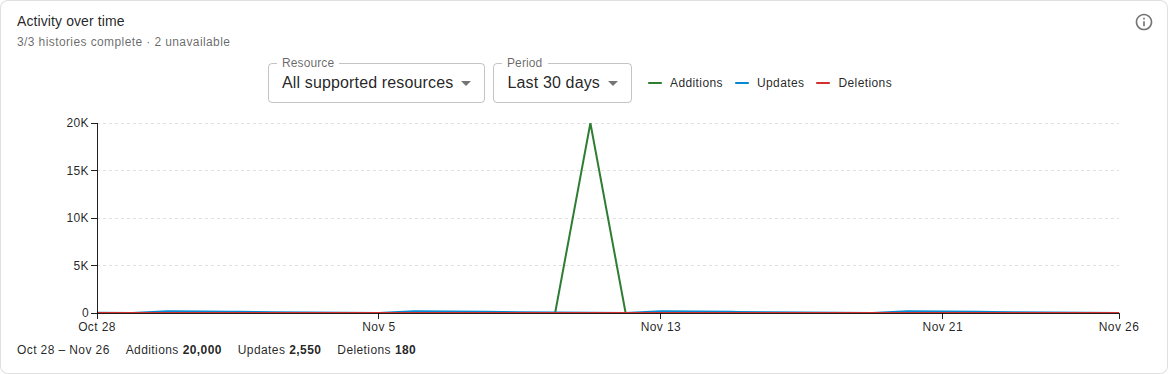 Activity over time
3/3 histories complete · 2 unavailable
Resource
All supported resources
Period
Last 30 days
Additions
Updates
Deletions
20K
15K
10K
5K
0
Oct 28
Nov 5
Nov 13
Nov 21
Nov 26
Oct 28 – Nov 26 Additions 20,000 Updates 2,550 Deletions 180